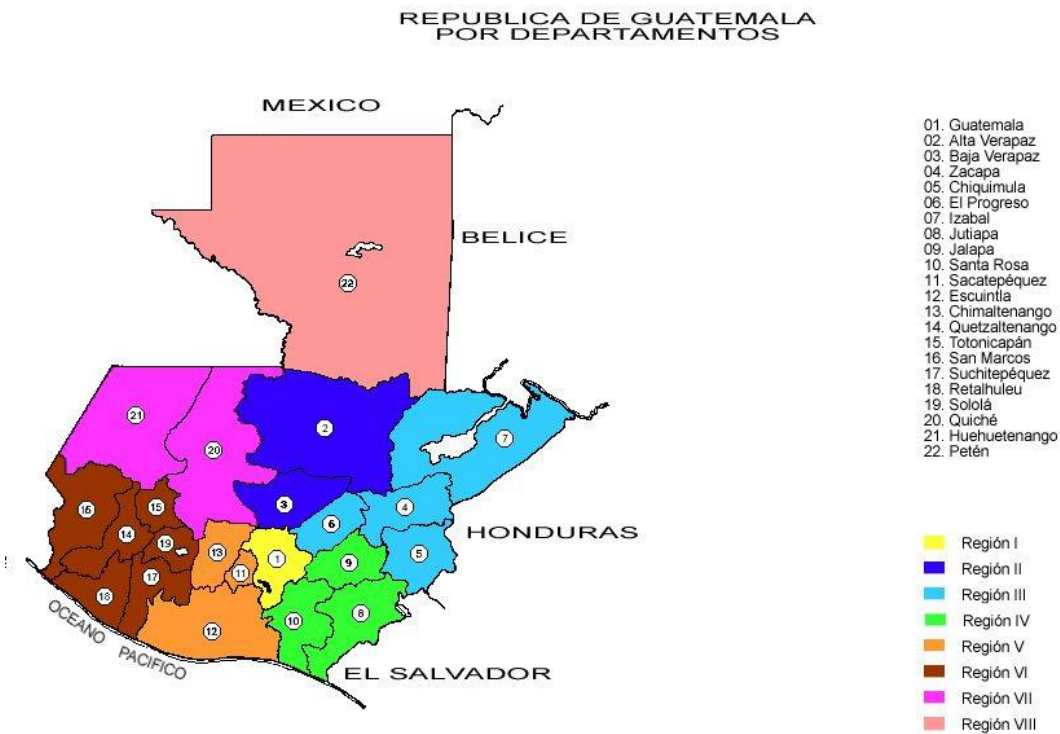 REPUBLICA DE GUATEMALA
POR DEPARTAMENTOS
MEXICO
BELICE
22
21
20
2
7
3
16
15
14
19
6
4
HONDURAS
13
11
1
9
5
18
17
12
10
8
OCEANO PACIFICO
EL SALVADOR
01. Guatemala
02. Alta Verapaz
03. Baja Verapaz
04. Zacapa
05. Chiquimula
06. El Progreso
07. Izabal
08. Jutiapa
09. Jalapa
10. Santa Rosa
11. Sacatepéquez
12. Escuintla
13. Chimaltenango
14. Quetzaltenango
15. Totonicapán
16. San Marcos
17. Suchitepéquez
18. Retalhuleu
19. Sololá
20. Quiché
21. Huehuetenango
22. Petén
Región I
Región II
Región III
Región IV
Región V
Región VI
Región VII
Región VIII